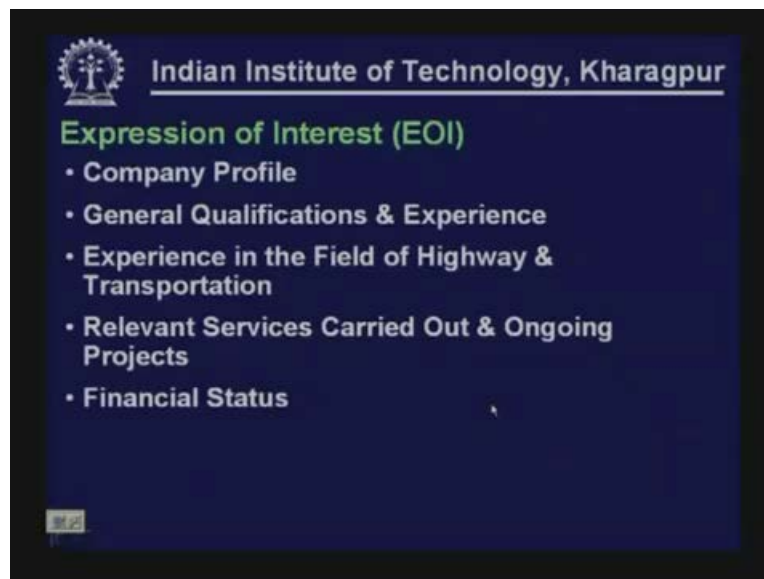 Indian Institute of Technology, Kharagpur
Expression of Interest (EOI)
• Company Profile
• General Qualifications & Experience
• Experience in the Field of Highway &
Transportation
• Relevant Services Carried Out & Ongoing
Projects
• Financial Status